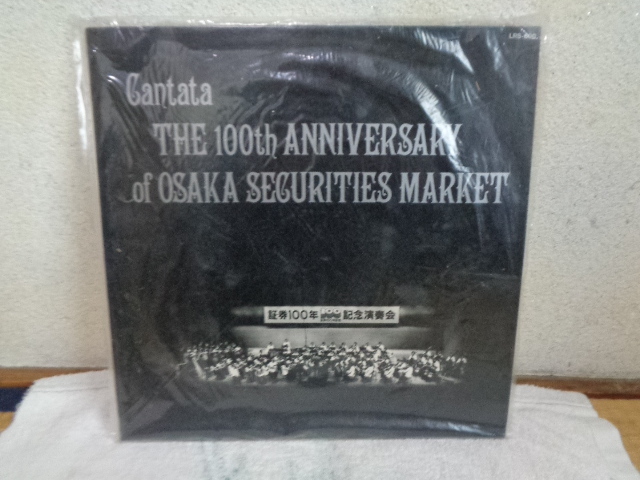 Cantata
THE 100th ANNIVERSARY
of OSAKA SECURITIES MARKET
証券100年 100 記念演奏会